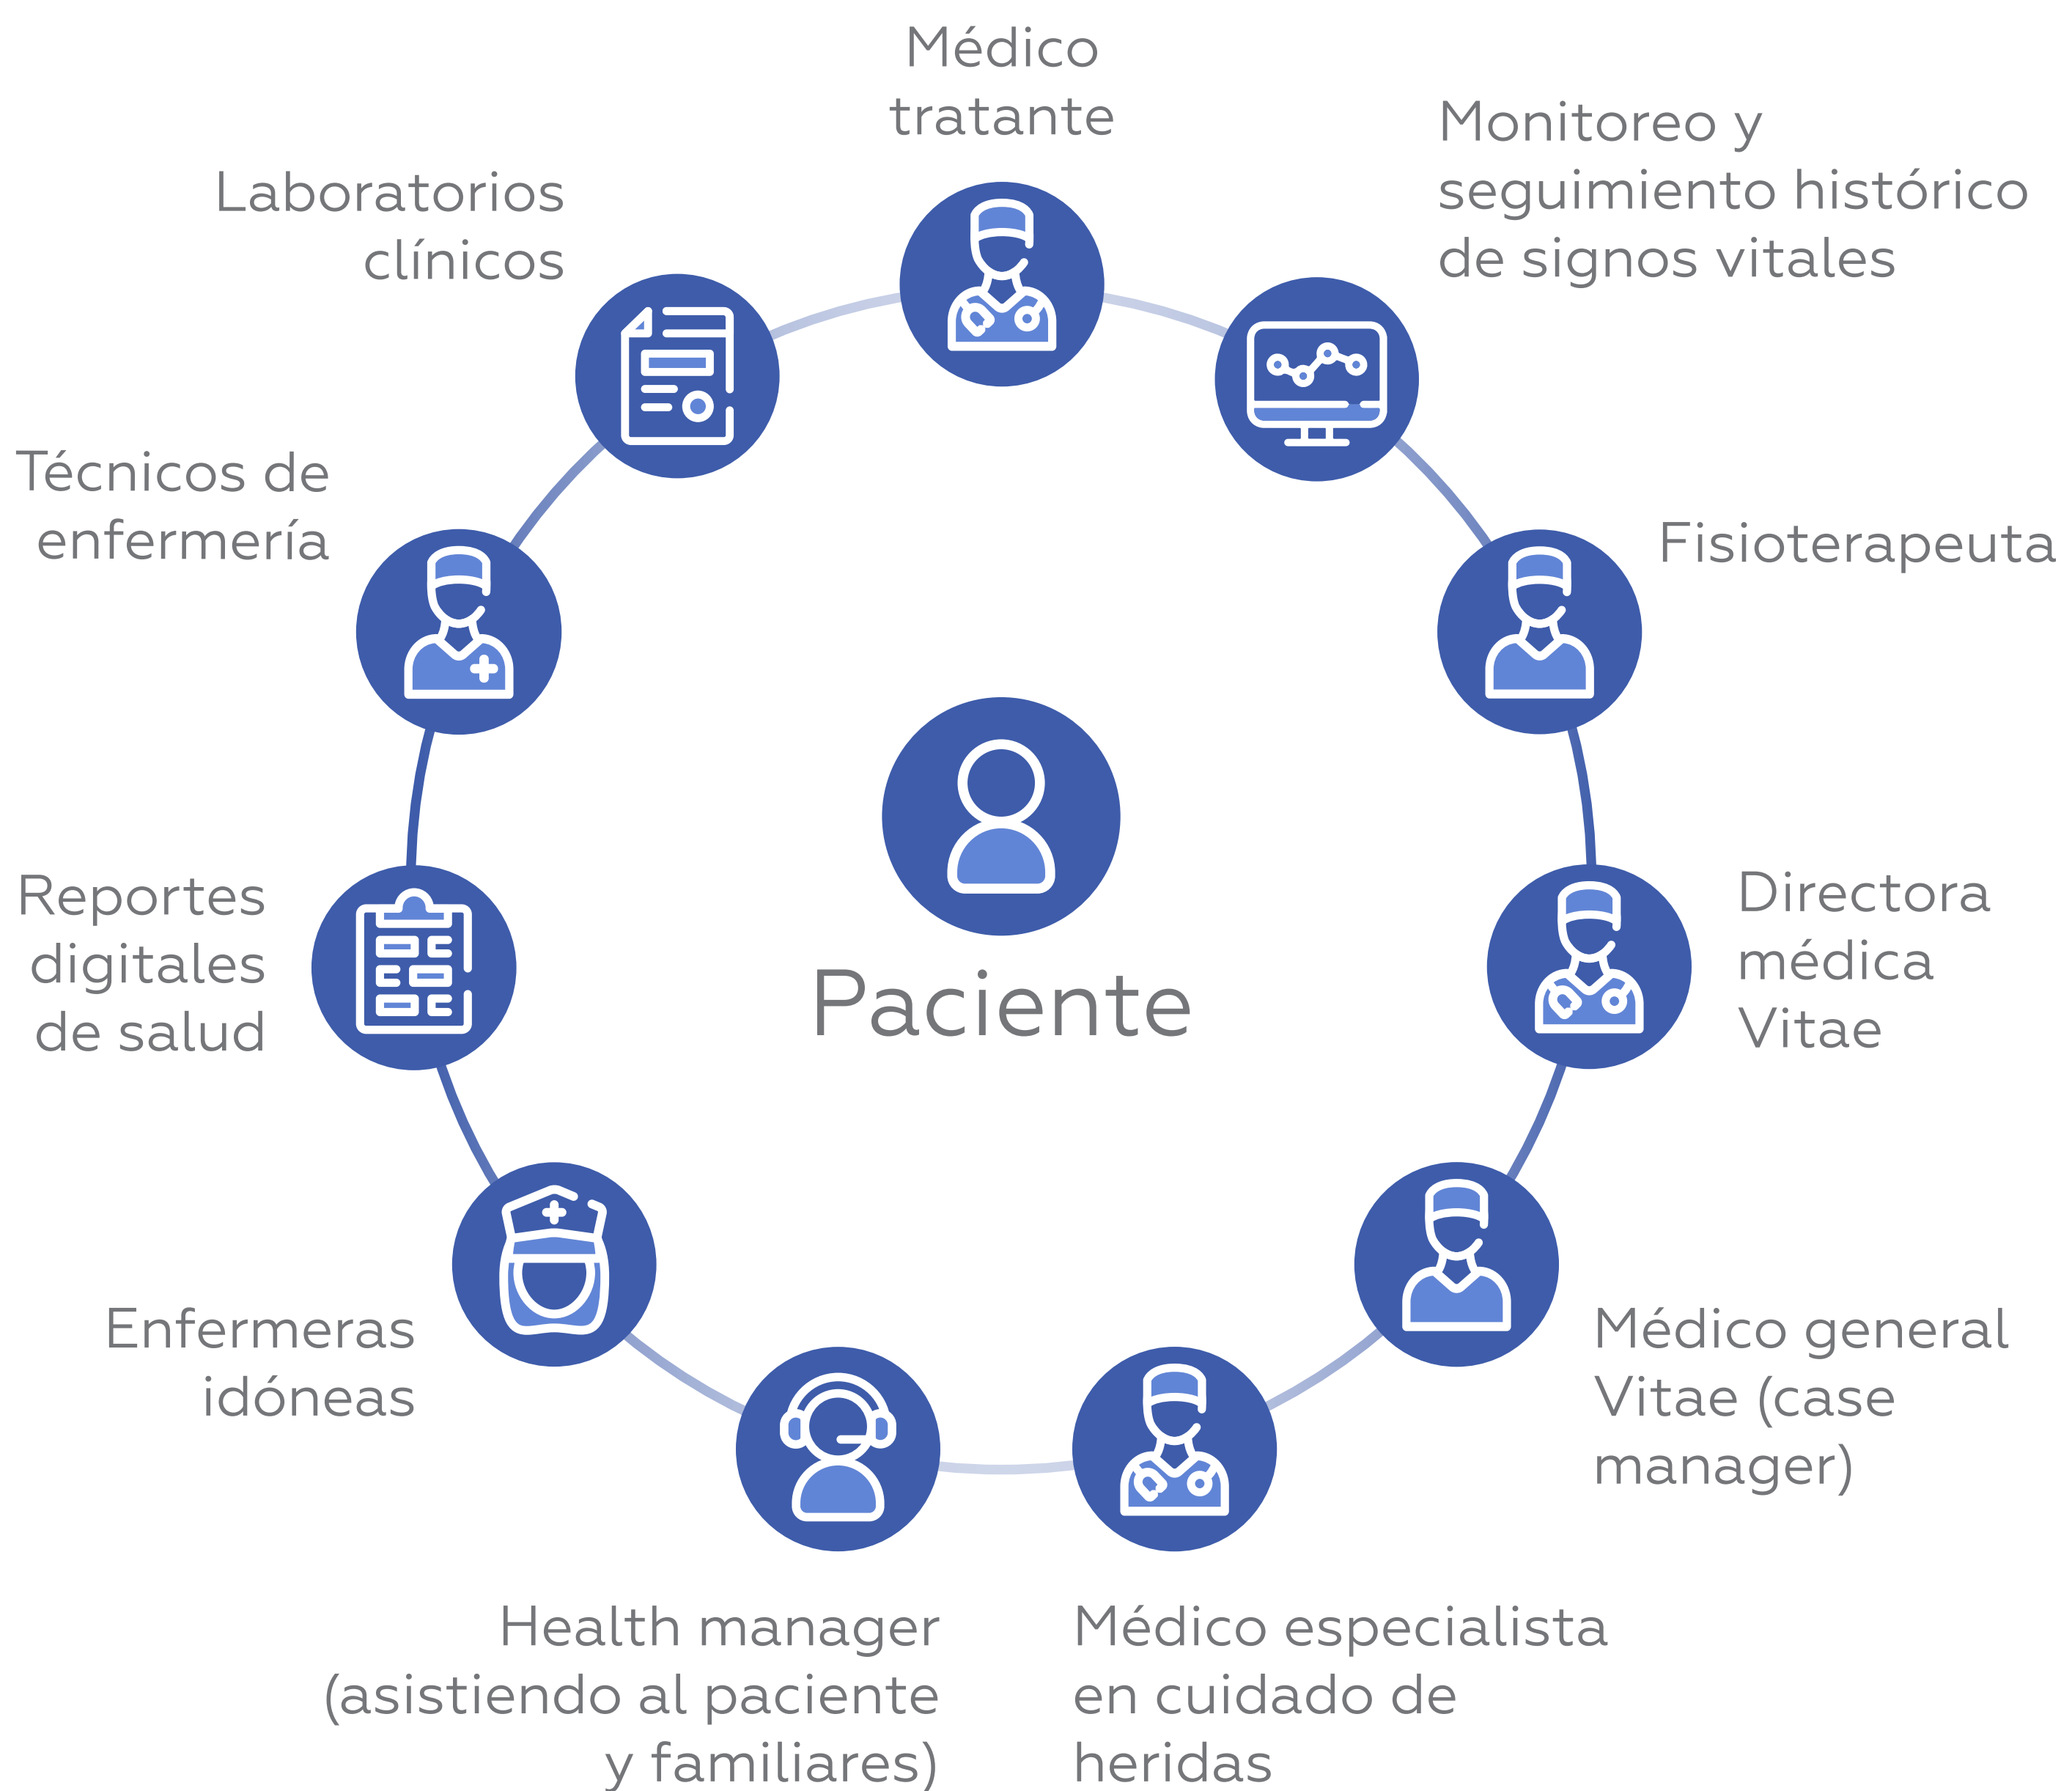 Médico
tratante
Monitoreo y
seguimiento histórico
de signos vitales
Laboratorios
clínicos
Técnicos de
enfermería
Fisioterapeuta
Reportes
digitales
de salud
Paciente
Directora
médica
Vitae
Enfermeras
idóneas
Médico general
Vitae (case
manager)
Health manager
(asistiendo al paciente
y familiares)
Médico especialista
en cuidado de
heridas